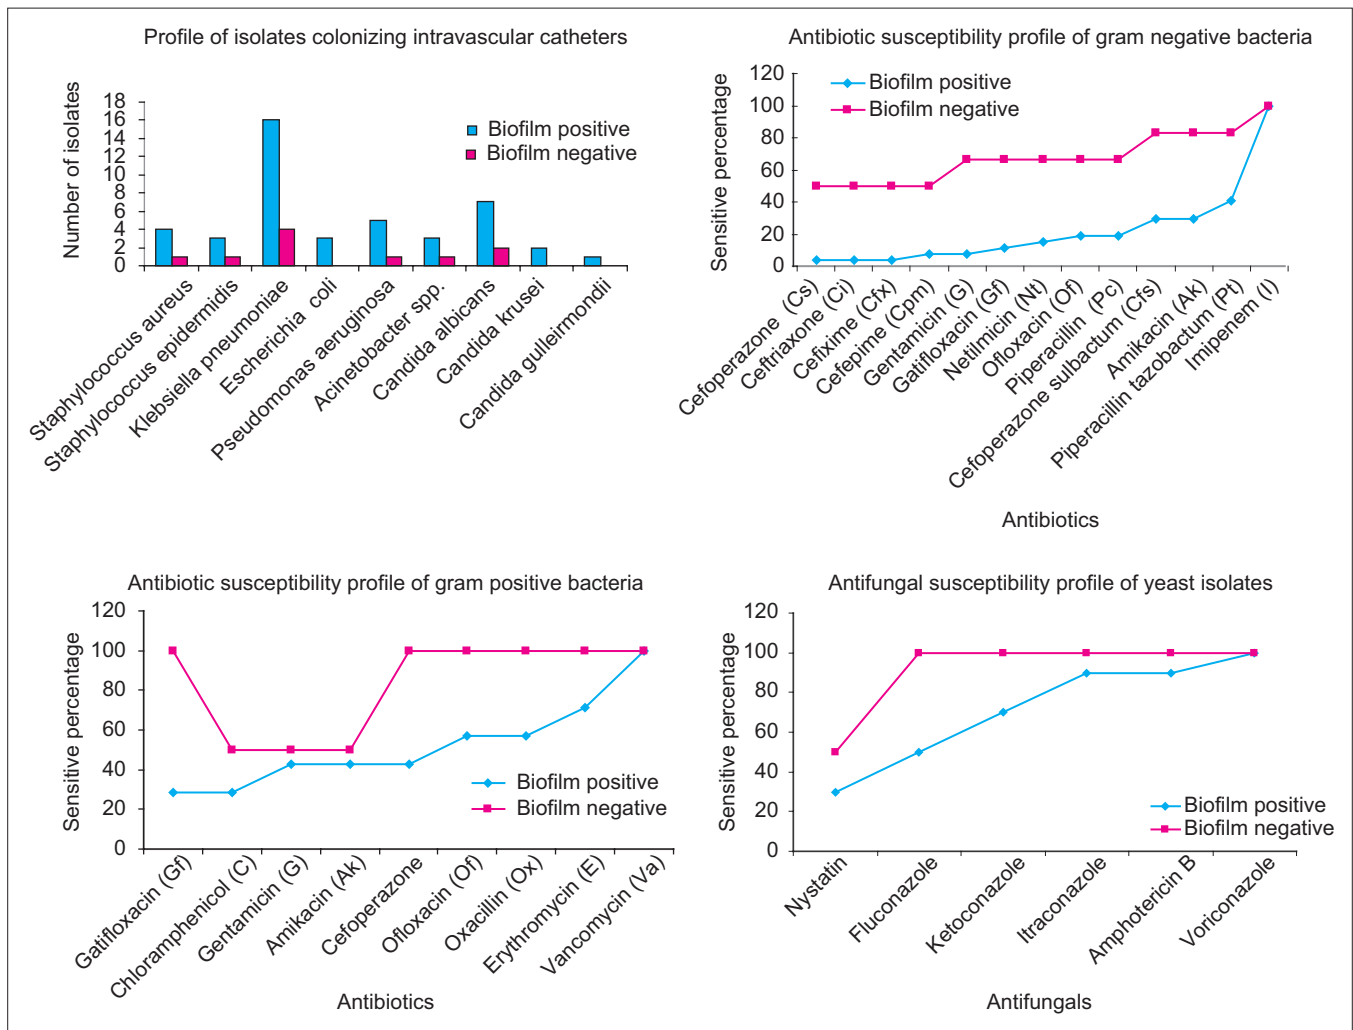 Profile of isolates colonizing intravascular catheters
Number of isolates
18
16
14
12
10
8
6
4
2
0
Biofilm positive
Biofilm negative
Staphylococcus aureus
Staphylococcus epidermidis
Klebsiella pneumoniae
Escherichia coli
Pseudomonas aeruginosa
Acinetobacter spp.
Candida albicans
Candida krusei
Candida gulleirmondii
Antibiotic susceptibility profile of gram negative bacteria
Sensitive percentage
120
100
80
60
40
20
0
Biofilm positive
Biofilm negative
Cefoperazone (Cs)
Ceftriaxone (Ci)
Cefixime (Cfx)
Cefepime (Cpm)
Gentamicin (G)
Gatifloxacin (Gf)
Netilmicin (Nt)
Ofloxacin (Of)
Piperacillin (Pc)
Cefoperazone sulbactum (Cfs)
Amikacin (Ak)
Piperacillin tazobactum (Pt)
Imipenem (I)
Antibiotics
Antibiotic susceptibility profile of gram positive bacteria
Sensitive percentage
120
100
80
60
40
20
0
Biofilm positive
Biofilm negative
Gatifloxacin (Gf)
Chloramphenicol (C)
Gentamicin (G)
Amikacin (Ak)
Cefoperazone
Ofloxacin (Of)
Oxacillin (Ox)
Erythromycin (E)
Vancomycin (Va)
Antibiotics
Antifungal susceptibility profile of yeast isolates
Sensitive percentage
120
100
80
60
40
20
0
Biofilm positive
Biofilm negative
Nystatin
Fluconazole
Ketoconazole
Itraconazole
Amphotericin B
Voriconazole
Antifungals